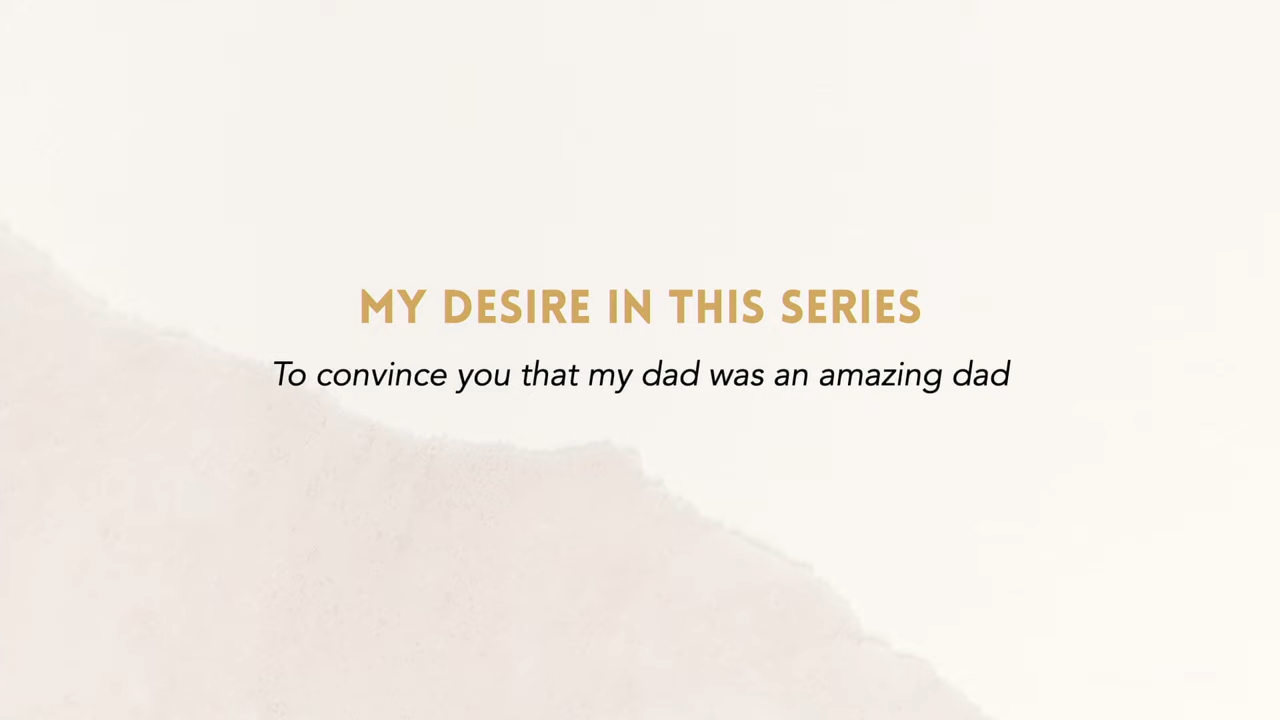 MY DESIRE IN THIS SERIES
To convince you that my dad was an amazing dad